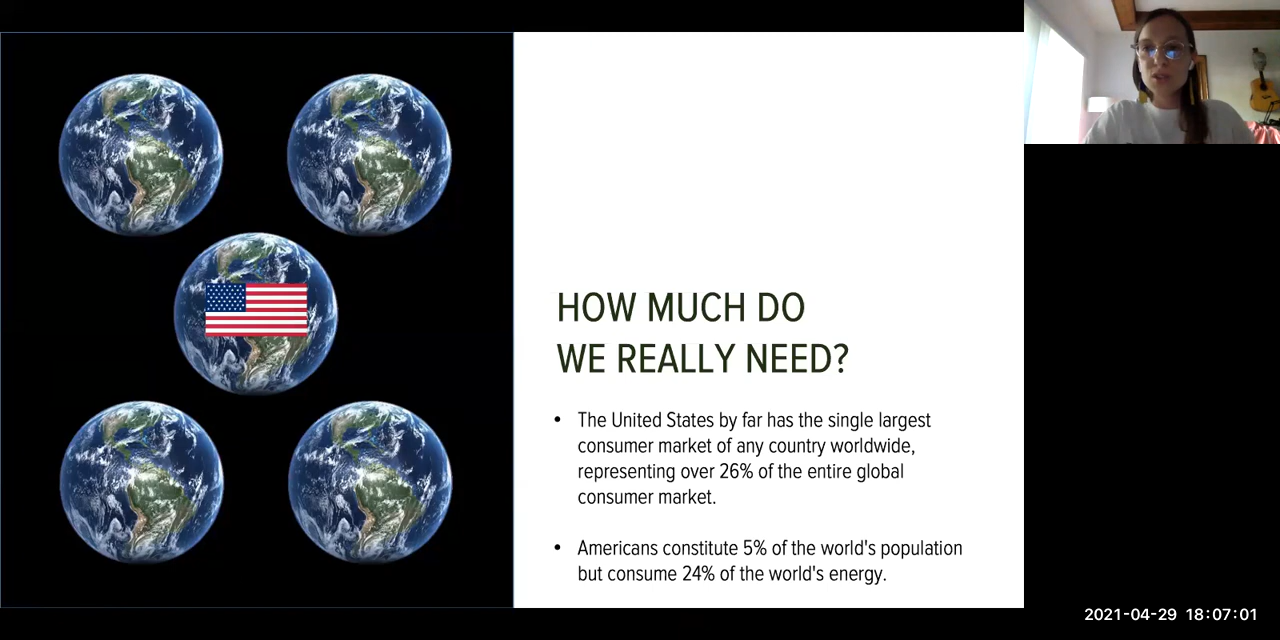 HOW MUCH DO
WE REALLY NEED?
• The United States by far has the single largest
consumer market of any country worldwide,
representing over 26% of the entire global
consumer market.
• Americans constitute 5% of the world's population
but consume 24% of the world's energy.
2021-04-29 18:07:01